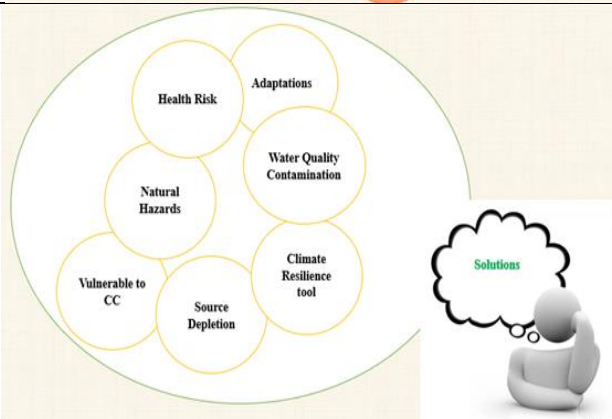 Adaptations
Health Risk
Water Quality
Contamination
Natural
Hazards
Climate
Resilience
tool
Vulnerable to
CC
Source
Depletion
Solutions